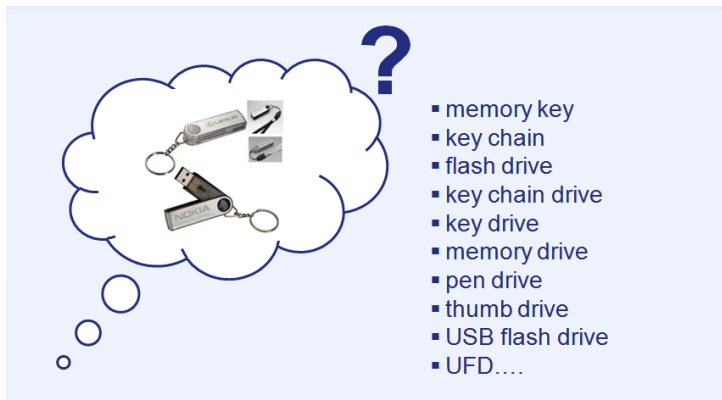 ?
LEXUS
NOKIA
▪ memory key
▪ key chain
▪ flash drive
▪ key chain drive
▪ key drive
▪ memory drive
▪ pen drive
▪ thumb drive
▪ USB flash drive
▪ UFD….